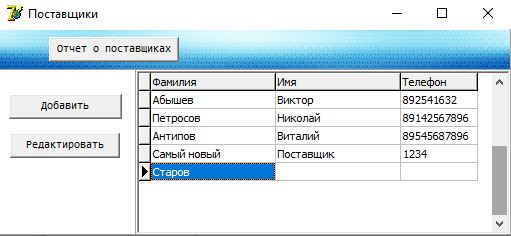 Поставщики
Отчет о поставщиках
Добавить
Редактировать
Фамилия Имя Телефон
Абышев Виктор 892541632
Петросов Николай 89142567896
Антипов Виталий 89545687896
Самый новый Поставщик 1234
Старов